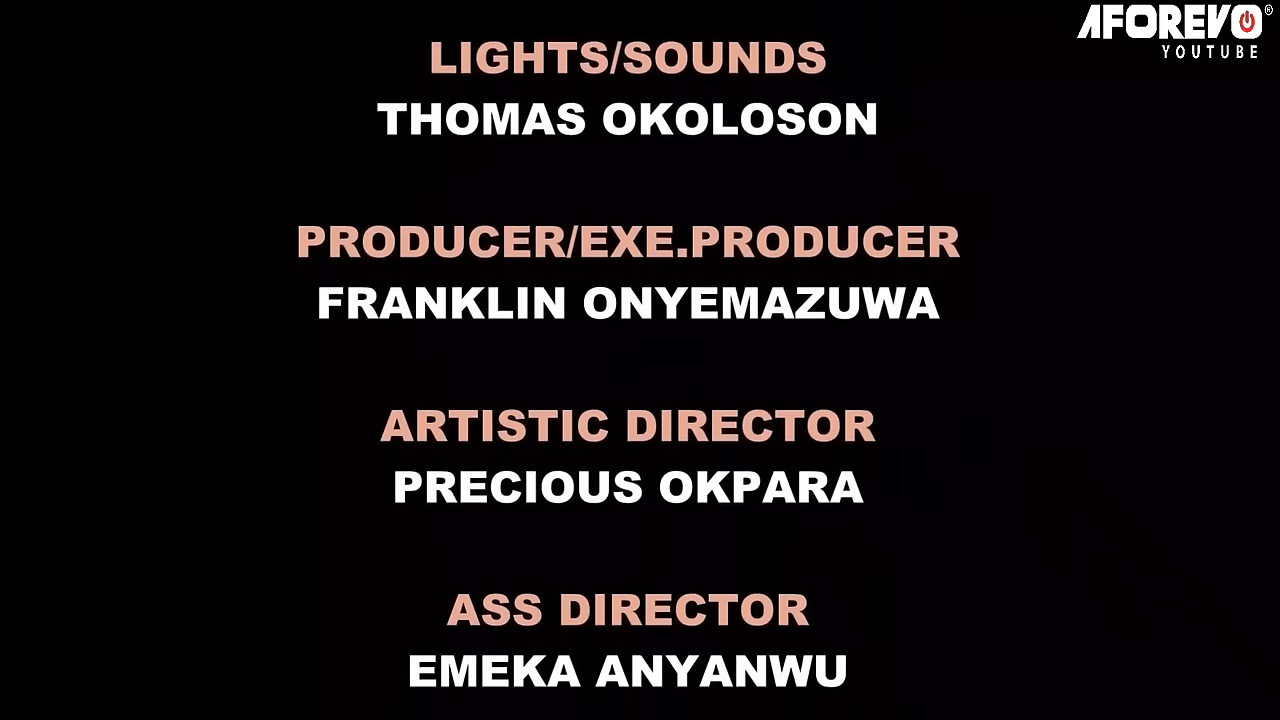 AFOREVO®
YOUTUBE
LIGHTS/SOUNDS
THOMAS OKOLOSON
PRODUCER/EXE.PRODUCER
FRANKLIN ONYEMAZUWA
ARTISTIC DIRECTOR
PRECIOUS OKPARA
ASS DIRECTOR
EMEKA ANYANWU